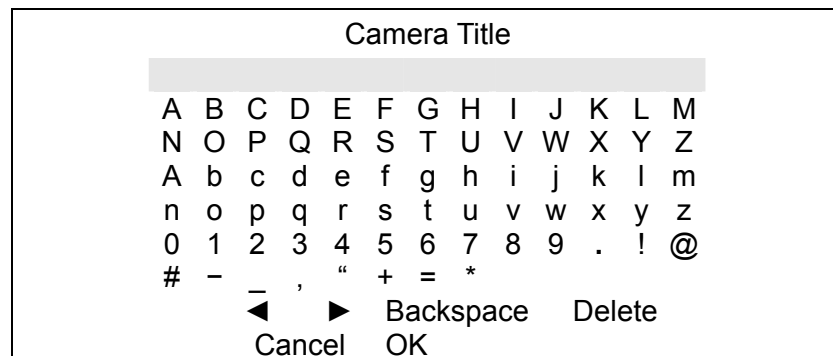 Camera Title
A B C D E F G H I J K L M
N O P Q R S T U V W X Y Z
A b c d e f g h i j k l m
n o p q r s t u v w x y z
0 1 2 3 4 5 6 7 8 9 . ! @
# − _ , “ + = *
◄ ► Backspace Delete
Cancel OK